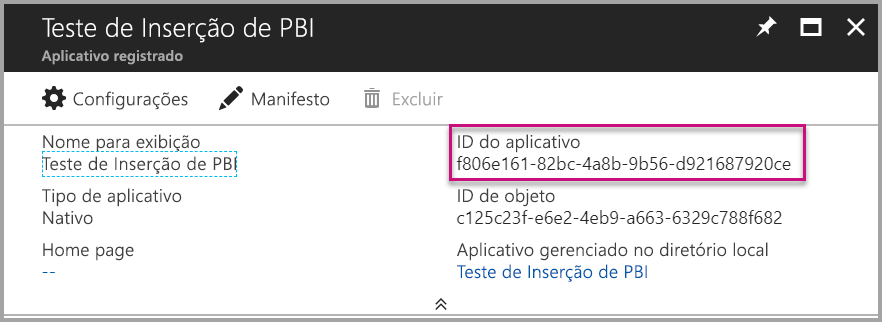 Teste de Inserção de PBI
Aplicativo registrado
Configurações Manifesto Excluir
Nome para exibição
Teste de Inserção de PBI
ID do aplicativo
f806e161-82bc-4a8b-9b56-d921687920ce
Tipo de aplicativo
Nativo
ID de objeto
c125c23f-e6e2-4eb9-a663-6329c788f682
Home page
--
Aplicativo gerenciado no diretório local
Teste de Inserção de PBI